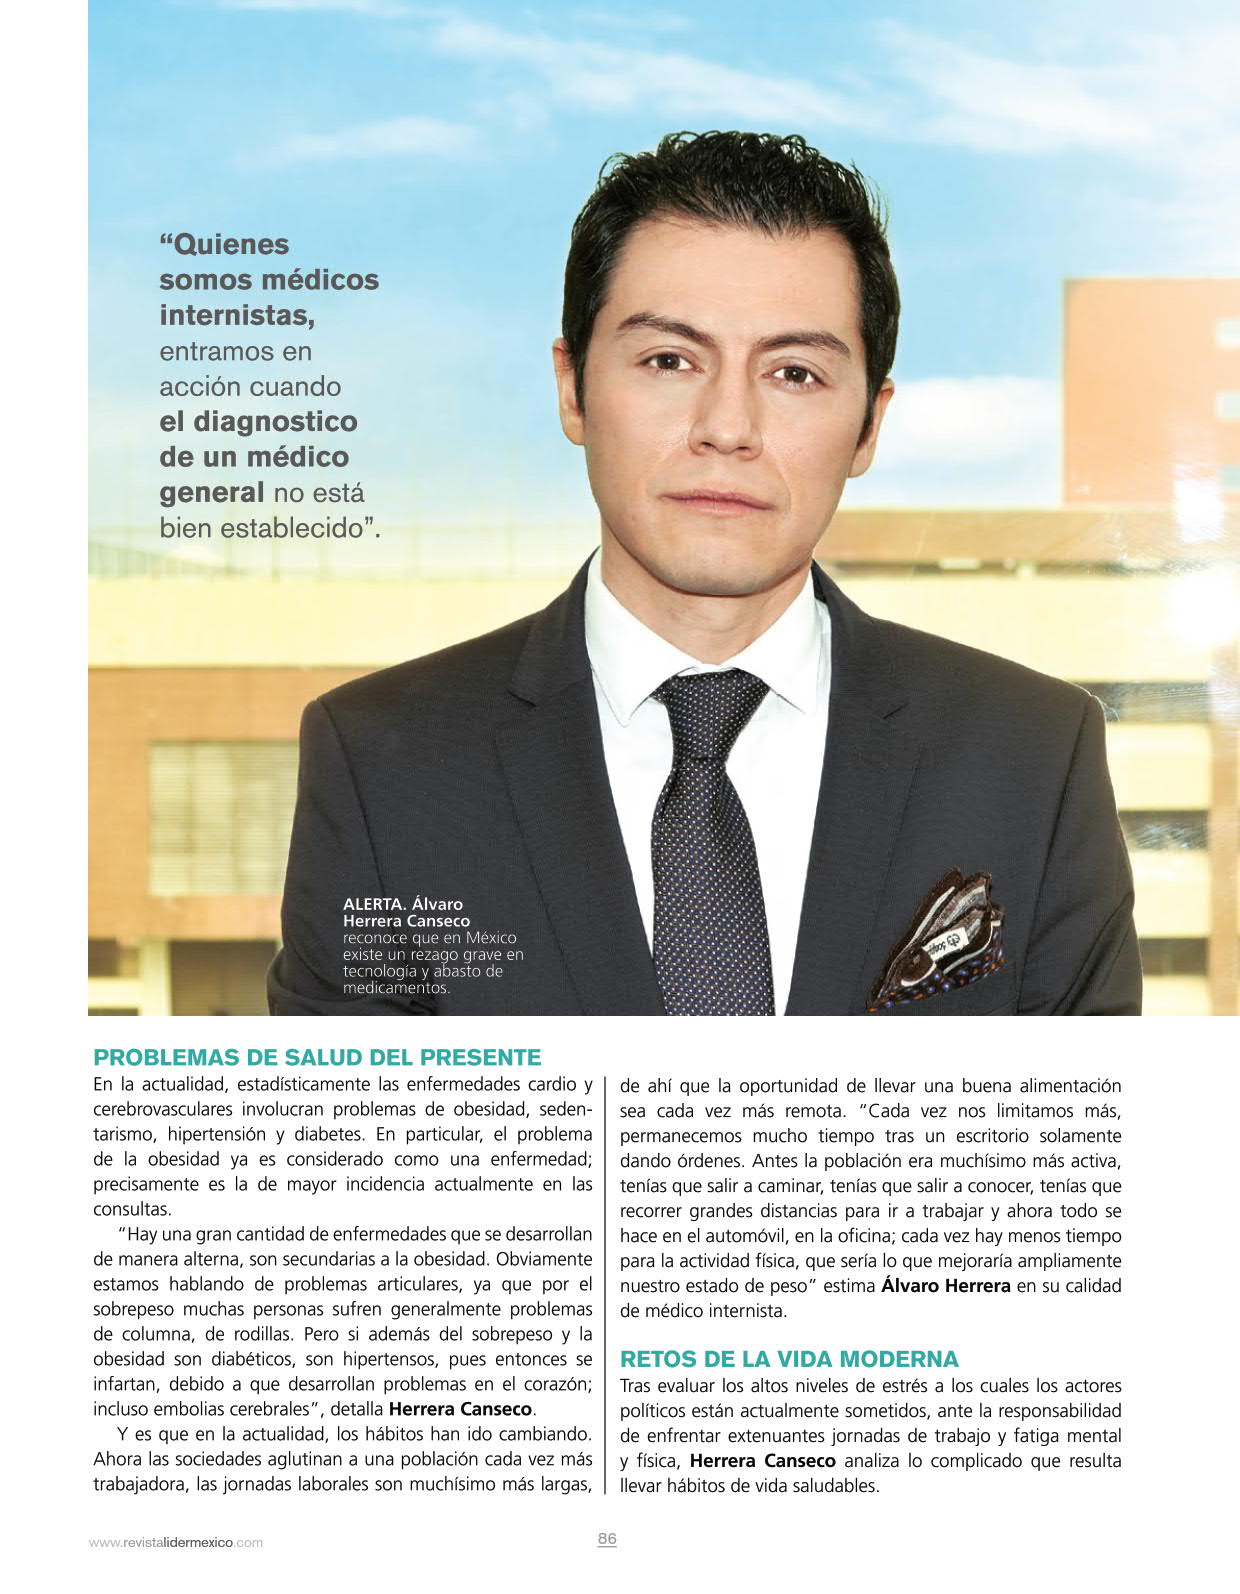 “Quienes
somos médicos
internistas,
entramos en
acción cuando
el diagnostico
de un médico
general no está
bien establecido”.
ALERTA. Álvaro
Herrera Canseco
reconoce que en México
existe un rezago grave en
tecnología y abasto de
medicamentos.
PROBLEMAS DE SALUD DEL PRESENTE
En la actualidad, estadísticamente las enfermedades cardio y
cerebrovasculares involucran problemas de obesidad, seden-
tarismo, hipertensión y diabetes. En particular, el problema
de la obesidad ya es considerado como una enfermedad;
precisamente es la de mayor incidencia actualmente en las
consultas.
“Hay una gran cantidad de enfermedades que se desarrollan
de manera alterna, son secundarias a la obesidad. Obviamente
estamos hablando de problemas articulares, ya que por el
sobrepeso muchas personas sufren generalmente problemas
de columna, de rodillas. Pero si además del sobrepeso y la
obesidad son diabéticos, son hipertensos, pues entonces se
infartan, debido a que desarrollan problemas en el corazón;
incluso embolias cerebrales”, detalla Herrera Canseco.
Y es que en la actualidad, los hábitos han ido cambiando.
Ahora las sociedades aglutinan a una población cada vez más
trabajadora, las jornadas laborales son muchísimo más largas,
de ahí que la oportunidad de llevar una buena alimentación
sea cada vez más remota. “Cada vez nos limitamos más,
permanecemos mucho tiempo tras un escritorio solamente
dando órdenes. Antes la población era muchísimo más activa,
tenías que salir a caminar, tenías que salir a conocer, tenías que
recorrer grandes distancias para ir a trabajar y ahora todo se
hace en el automóvil, en la oficina; cada vez hay menos tiempo
para la actividad física, que sería lo que mejoraría ampliamente
nuestro estado de peso” estima Álvaro Herrera en su calidad
de médico internista.
RETOS DE LA VIDA MODERNA
Tras evaluar los altos niveles de estrés a los cuales los actores
políticos están actualmente sometidos, ante la responsabilidad
de enfrentar extenuantes jornadas de trabajo y fatiga mental
y física, Herrera Canseco analiza lo complicado que resulta
llevar hábitos de vida saludables.
www.revistalidermexico.com
86